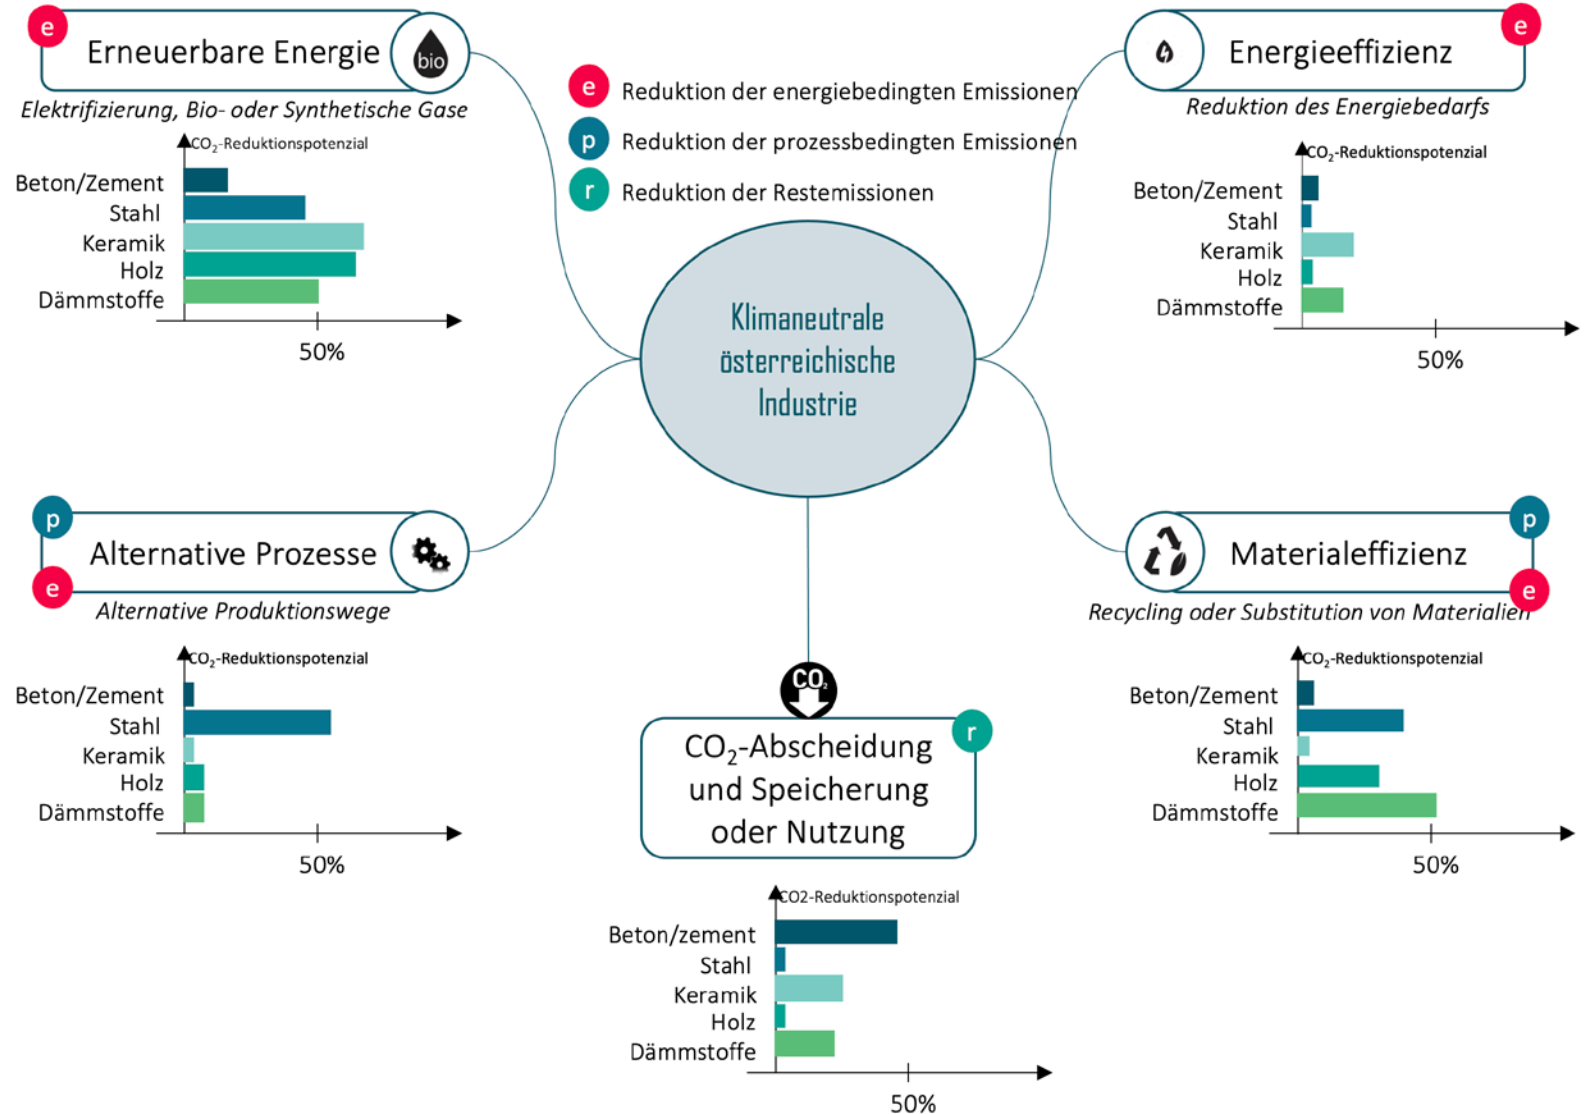 e
Erneuerbare Energie
bio
Elektrifizierung, Bio- oder Synthetische Gase
CO₂-Reduktionspotenzial
Beton/Zement
Stahl
Keramik
Holz
Dämmstoffe
50%
e Reduktion der energiebedingten Emissionen
p Reduktion der prozessbedingten Emissionen
r Reduktion der Restemissionen
e
Energieeffizienz
Reduktion des Energiebedarfs
CO₂-Reduktionspotenzial
Beton/Zement
Stahl
Keramik
Holz
Dämmstoffe
50%
Klimaneutrale
österreichische
Industrie
p
Alternative Prozesse
e
Alternative Produktionswege
CO₂-Reduktionspotenzial
Beton/Zement
Stahl
Keramik
Holz
Dämmstoffe
50%
p
Materialeffizienz
e
Recycling oder Substitution von Materialien
CO₂-Reduktionspotenzial
Beton/Zement
Stahl
Keramik
Holz
Dämmstoffe
50%
CO₂
r
CO₂-Abscheidung
und Speicherung
oder Nutzung
CO2-Reduktionspotenzial
Beton/zement
Stahl
Keramik
Holz
Dämmstoffe
50%